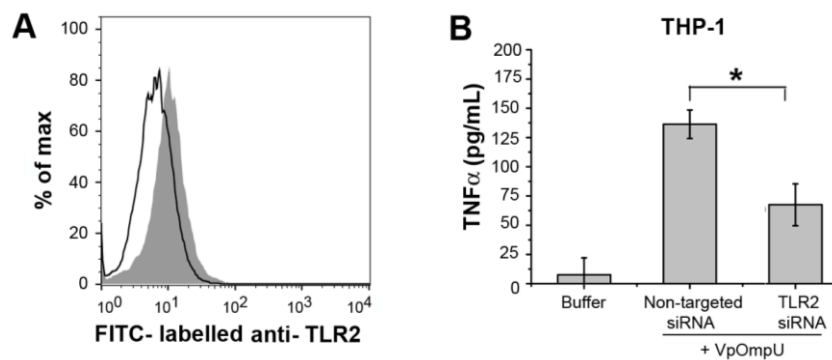 A
100
80
60
40
20
0
% of max
10^0 10^1 10^2 10^3 10^4
FITC- labelled anti- TLR2
B
THP-1
200
175
150
125
100
75
50
25
0
TNFα (pg/mL)
*
Buffer Non-targeted siRNA TLR2 siRNA
+ VpOmpU